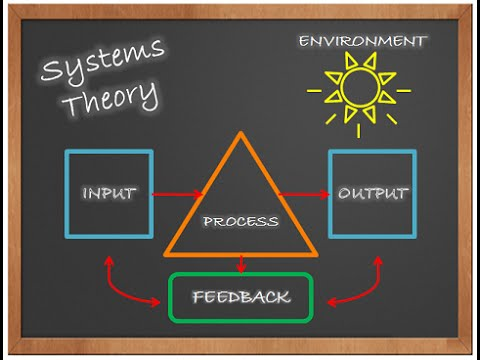 Systems
Theory
ENVIRONMENT
INPUT
PROCESS
OUTPUT
FEEDBACK